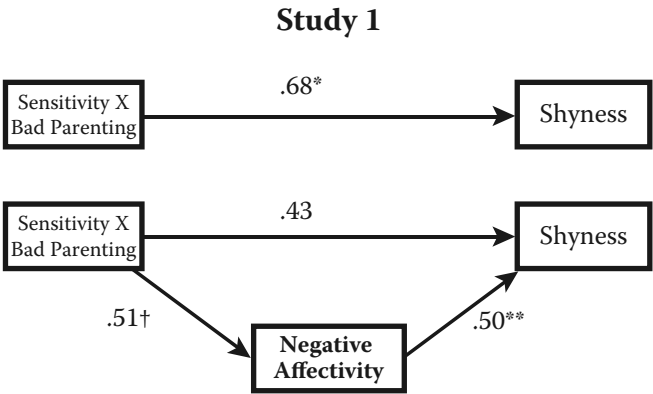 Study 1
.68*
Sensitivity X
Bad Parenting
Shyness
.43
Sensitivity X
Bad Parenting
Shyness
.51†
.50**
Negative
Affectivity